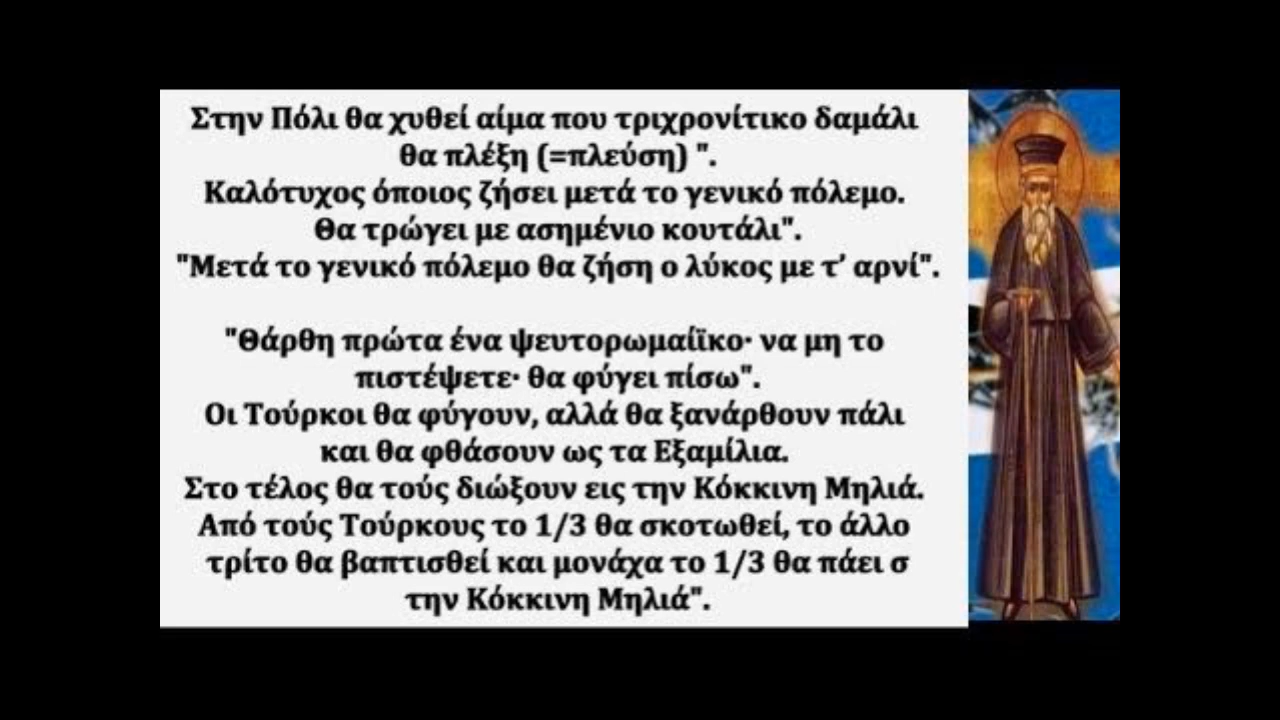 Στην Πόλι θα χυθεί αίμα που τριχρονίτικο δαμάλι
θα πλέξη (=πλεύση) ".
Καλότυχος όποιος ζήσει μετά το γενικό πόλεμο.
Θα τρώγει με ασημένιο κουτάλι".
"Μετά το γενικό πόλεμο θα ζήση ο λύκος με τ' αρνί".
"Θάρθη πρώτα ένα ψευτορωμαίϊκο· να μη το
πιστέψετε· θα φύγει πίσω".
Οι Τούρκοι θα φύγουν, αλλά θα ξανάρθουν πάλι
και θα φθάσουν ως τα Εξαμίλια.
Στο τέλος θα τούς διώξουν εις την Κόκκινη Μηλιά.
Από τούς Τούρκους το 1/3 θα σκοτωθεί, το άλλο
τρίτο θα βαπτισθεί και μονάχα το 1/3 θα πάει σ
την Κόκκινη Μηλιά".